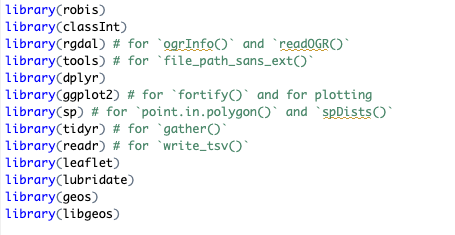 library(robis)
library(classInt)
library(rgdal) # for `ogrInfo()` and `readOGR()`
library(tools) # for `file_path_sans_ext()`
library(dplyr)
library(ggplot2) # for `fortify()` and for plotting
library(sp) # for `point.in.polygon()` and `spDists()`
library(tidyr) # for `gather()`
library(readr) # for `write_tsv()`
library(leaflet)
library(lubridate)
library(geos)
library(libgeos)